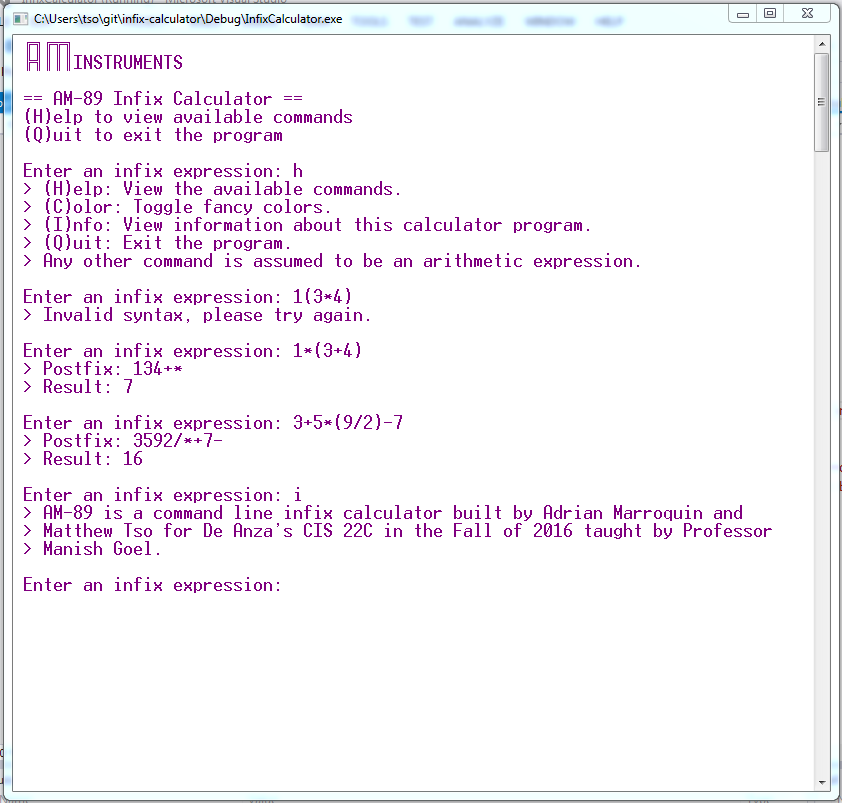 C:\Users\tso\git\infix-calculator\Debug\InfixCalculator.exe
AM INSTRUMENTS
== AM-89 Infix Calculator ==
(H)elp to view available commands
(Q)uit to exit the program
Enter an infix expression: h
> (H)elp: View the available commands.
> (C)olor: Toggle fancy colors.
> (I)nfo: View information about this calculator program.
> (Q)uit: Exit the program.
> Any other command is assumed to be an arithmetic expression.
Enter an infix expression: 1(3*4)
> Invalid syntax, please try again.
Enter an infix expression: 1*(3+4)
> Postfix: 134+*
> Result: 7
Enter an infix expression: 3+5*(9/2)-7
> Postfix: 3592/*+7-
> Result: 16
Enter an infix expression: i
> AM-89 is a command line infix calculator built by Adrian Marroquin and
> Matthew Tso for De Anza's CIS 22C in the Fall of 2016 taught by Professor
> Manish Goel.
Enter an infix expression: